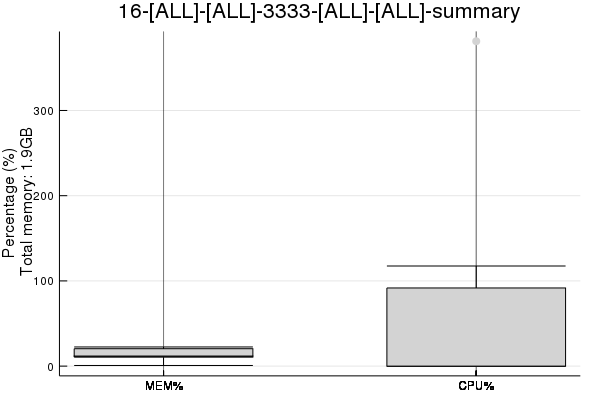 16-[ALL]-[ALL]-3333-[ALL]-[ALL]-summary
Percentage (%)
Total memory: 1.9GB
300
200
100
0
MEM%
CPU%